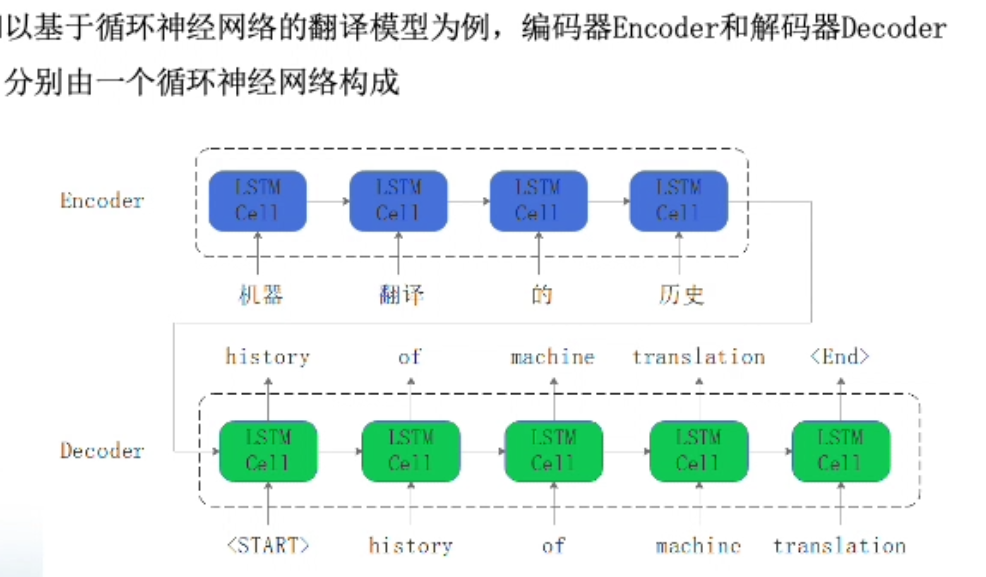 以基于循环神经网络的翻译模型为例，编码器Encoder和解码器Decoder
分别由一个循环神经网络构成
Encoder
LSTM Cell LSTM Cell LSTM Cell LSTM Cell
机器 翻译 的 历史
history of machine translation <End>
Decoder
LSTM Cell LSTM Cell LSTM Cell LSTM Cell LSTM Cell
<START> history of machine translation